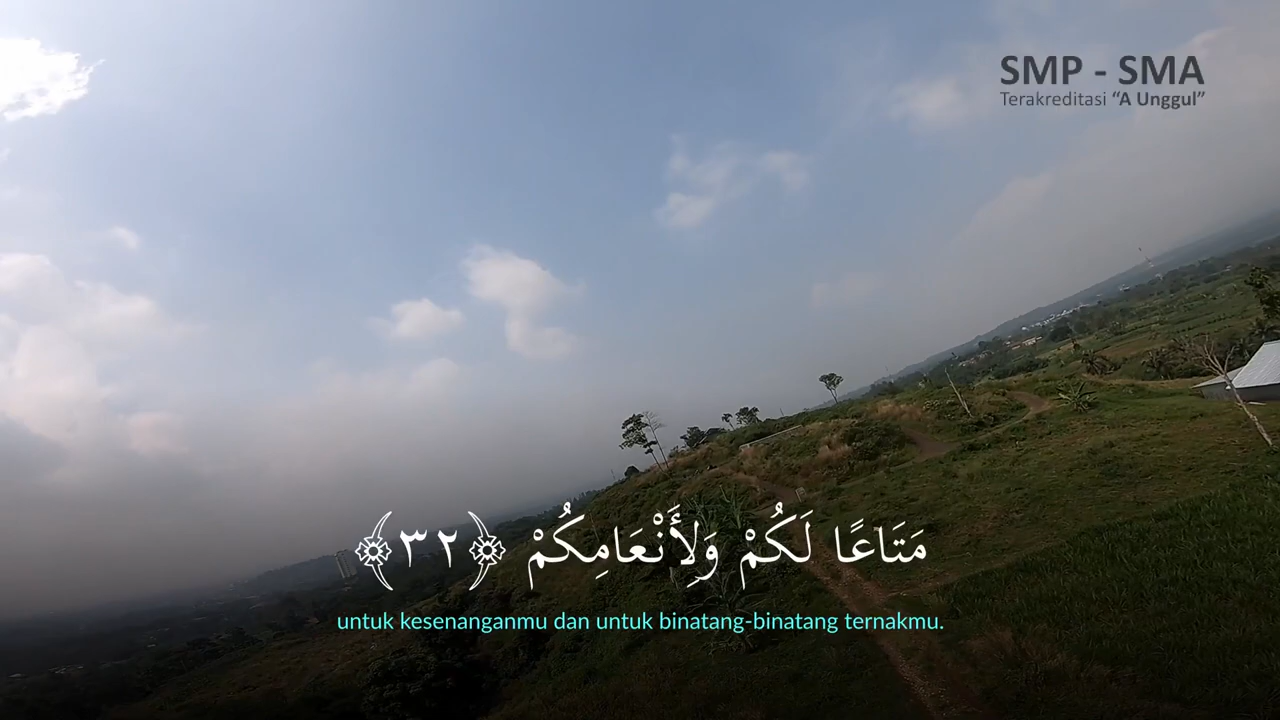 SMP - SMA
Terakreditasi “A Unggul”
مَتَاعًا لَكُمْ وَلِأَنْعَامِكُمْ ﴿٣٢﴾
untuk kesenanganmu dan untuk binatang-binatang ternakmu.